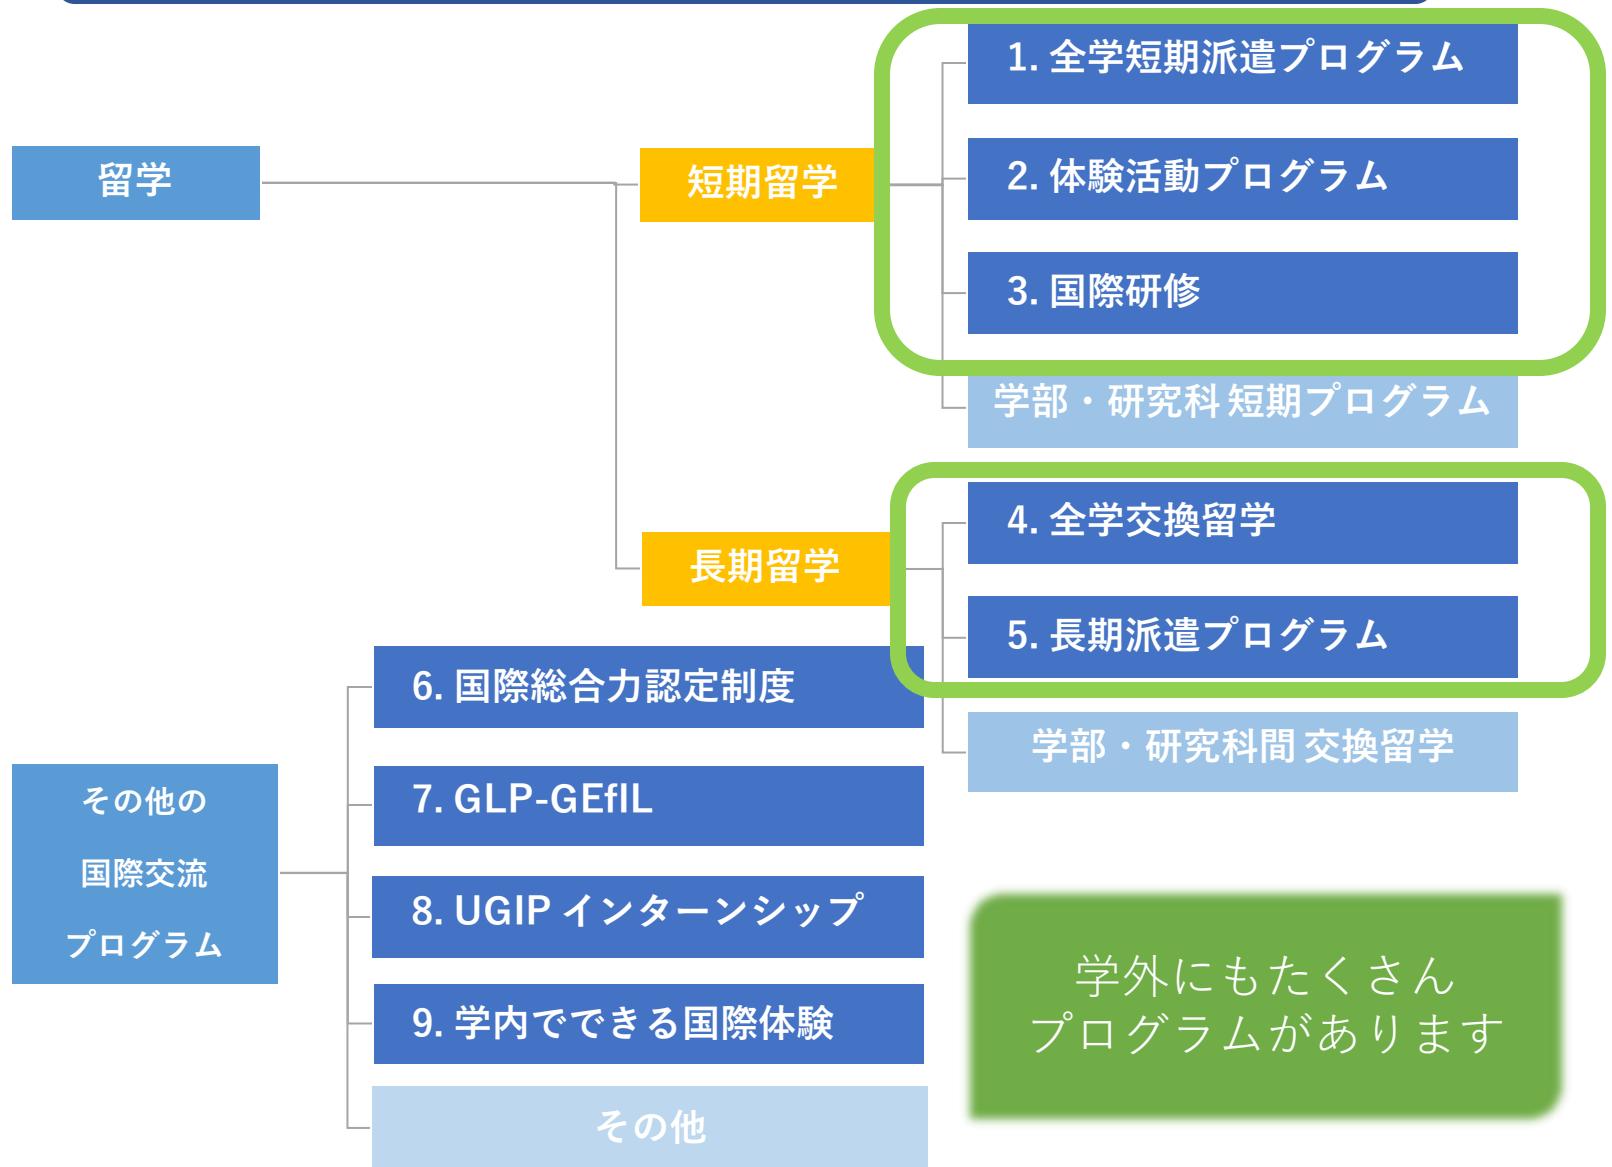 留学
短期留学
1. 全学短期派遣プログラム
2. 体験活動プログラム
3. 国際研修
学部・研究科 短期プログラム
長期留学
4. 全学交換留学
5. 長期派遣プログラム
学部・研究科間 交換留学
その他の
国際交流
プログラム
6. 国際総合力認定制度
7. GLP-GEfIL
8. UGIP インターンシップ
9. 学内でできる国際体験
その他
学外にもたくさん
プログラムがあります